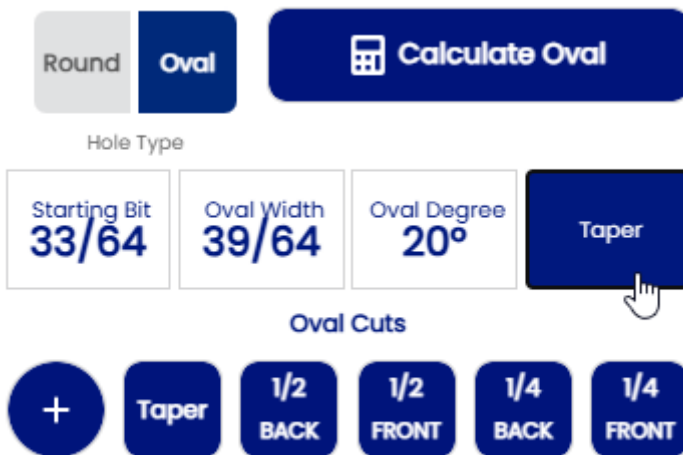 Round
Oval
Calculate Oval
Hole Type
Starting Bit
33/64
Oval Width
39/64
Oval Degree
20°
Taper
Oval Cuts
+
Taper
1/2
BACK
1/2
FRONT
1/4
BACK
1/4
FRONT